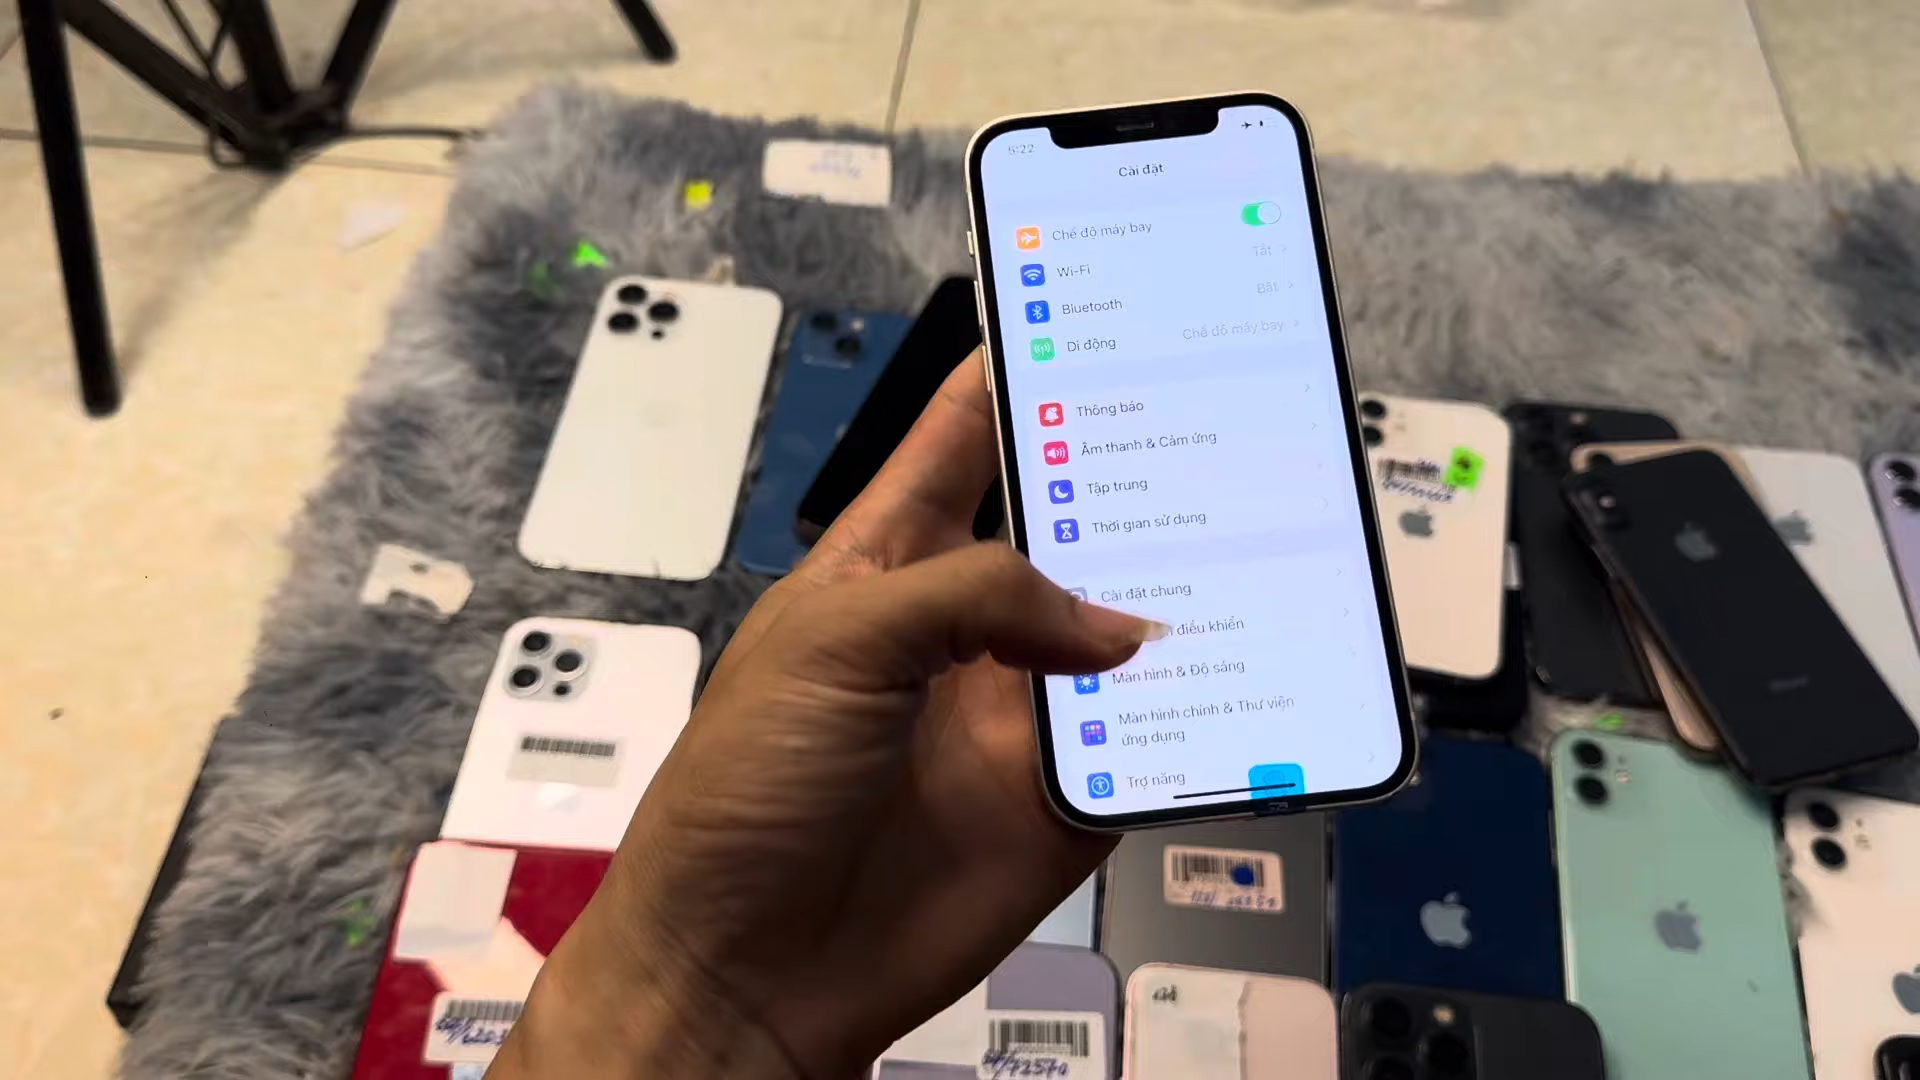 5:22
Cài đặt
Chế độ máy bay
Wi-Fi
Tắt
Bluetooth
Bật
Di động
Chế độ máy bay
Thông báo
Âm thanh & Cảm ứng
Tập trung
Thời gian sử dụng
Cài đặt chung
điều khiển
Màn hình & Độ sáng
Màn hình chính & Thư viện
ứng dụng
Trợ năng